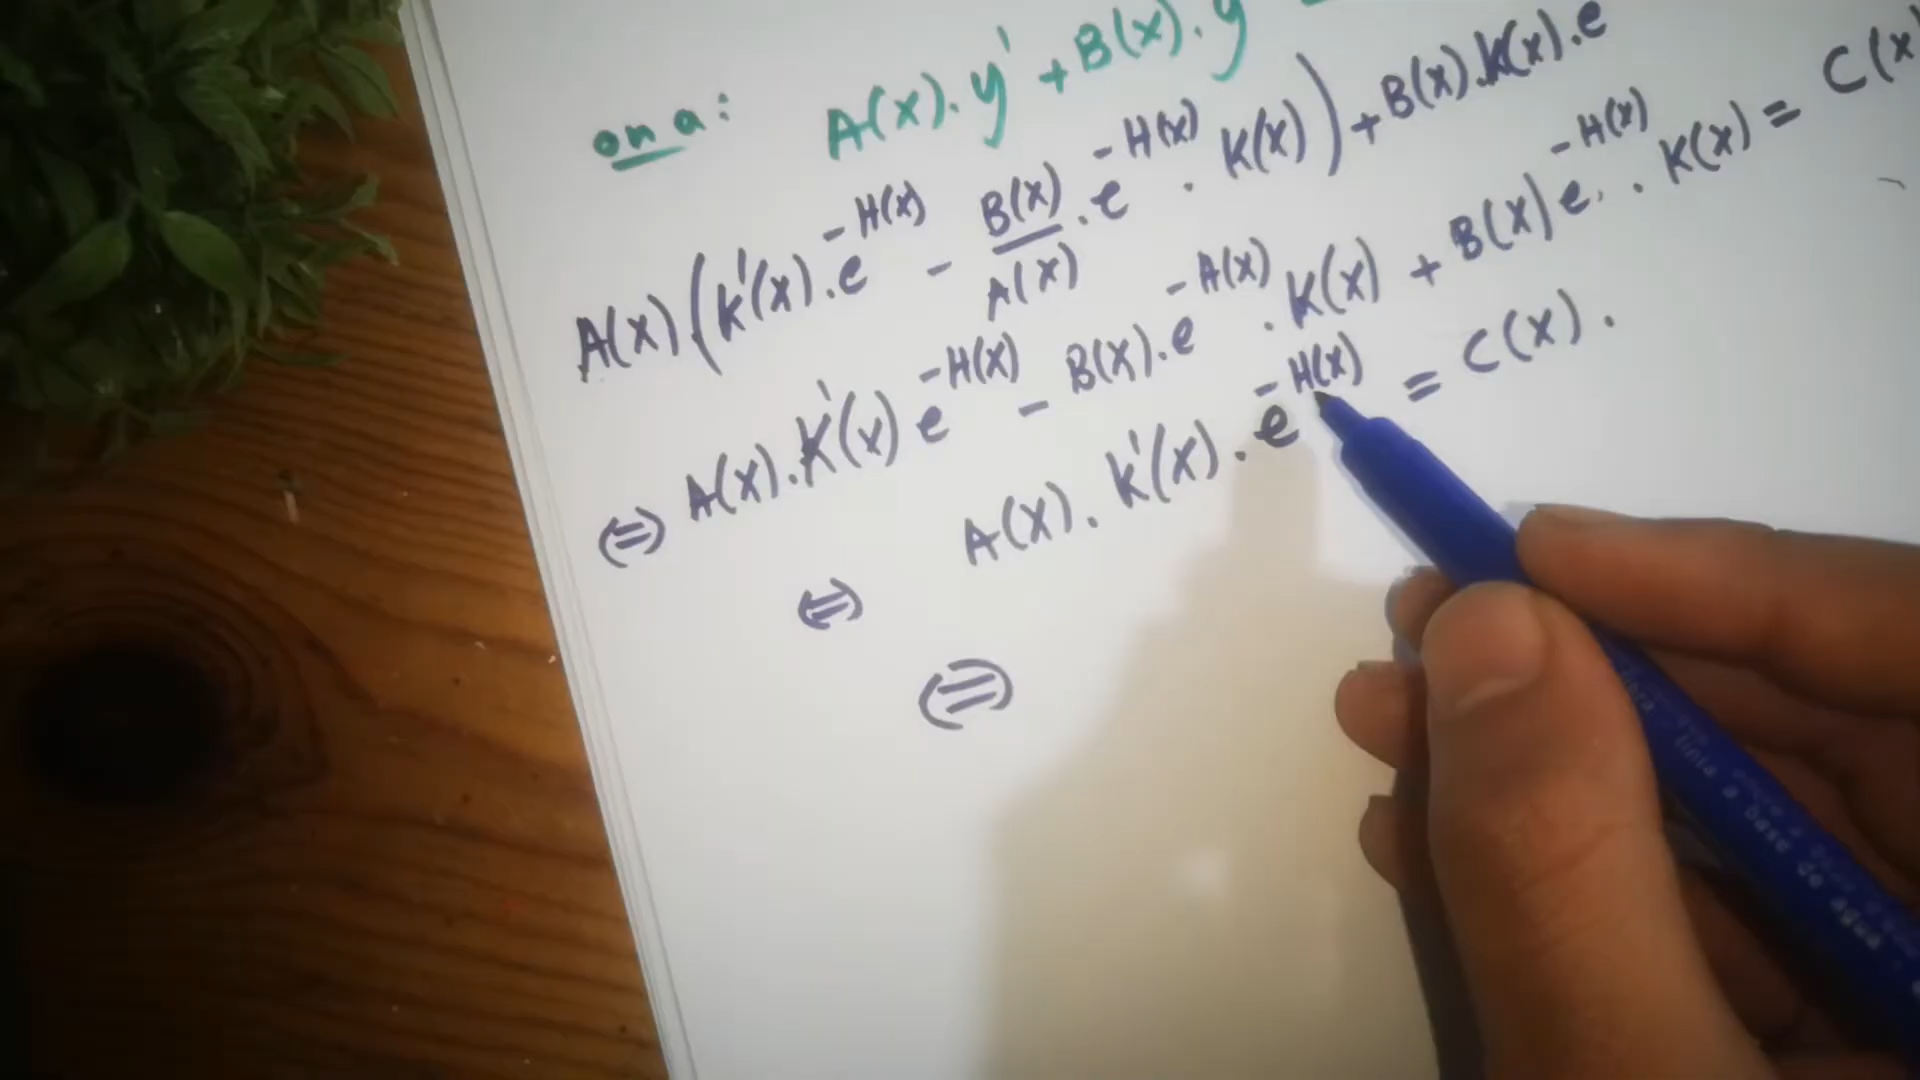 on a: A(x).y' + B(x).y
A(x)(K'(x).e^-H(x) - B(x)/A(x).e^-H(x) . K(x)) + B(x).K(x).e
⇔ A(x).K'(x) e^-H(x) - B(x).e^-A(x) . K(x) + B(x) e^-H(x) . K(x) = C(x)
⇔ A(x). K'(x). e^-H(x) = C(x).
⇔